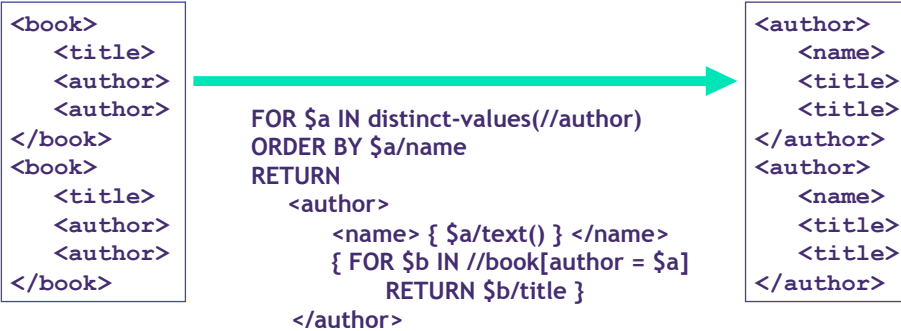 <book>
<title>
<author>
<author>
</book>
<book>
<title>
<author>
<author>
</book>
FOR $a IN distinct-values(//author)
ORDER BY $a/name
RETURN
<author>
<name> { $a/text() } </name>
{ FOR $b IN //book[author = $a]
RETURN $b/title }
</author>
<author>
<name>
<title>
<title>
</author>
<author>
<name>
<title>
<title>
</author>